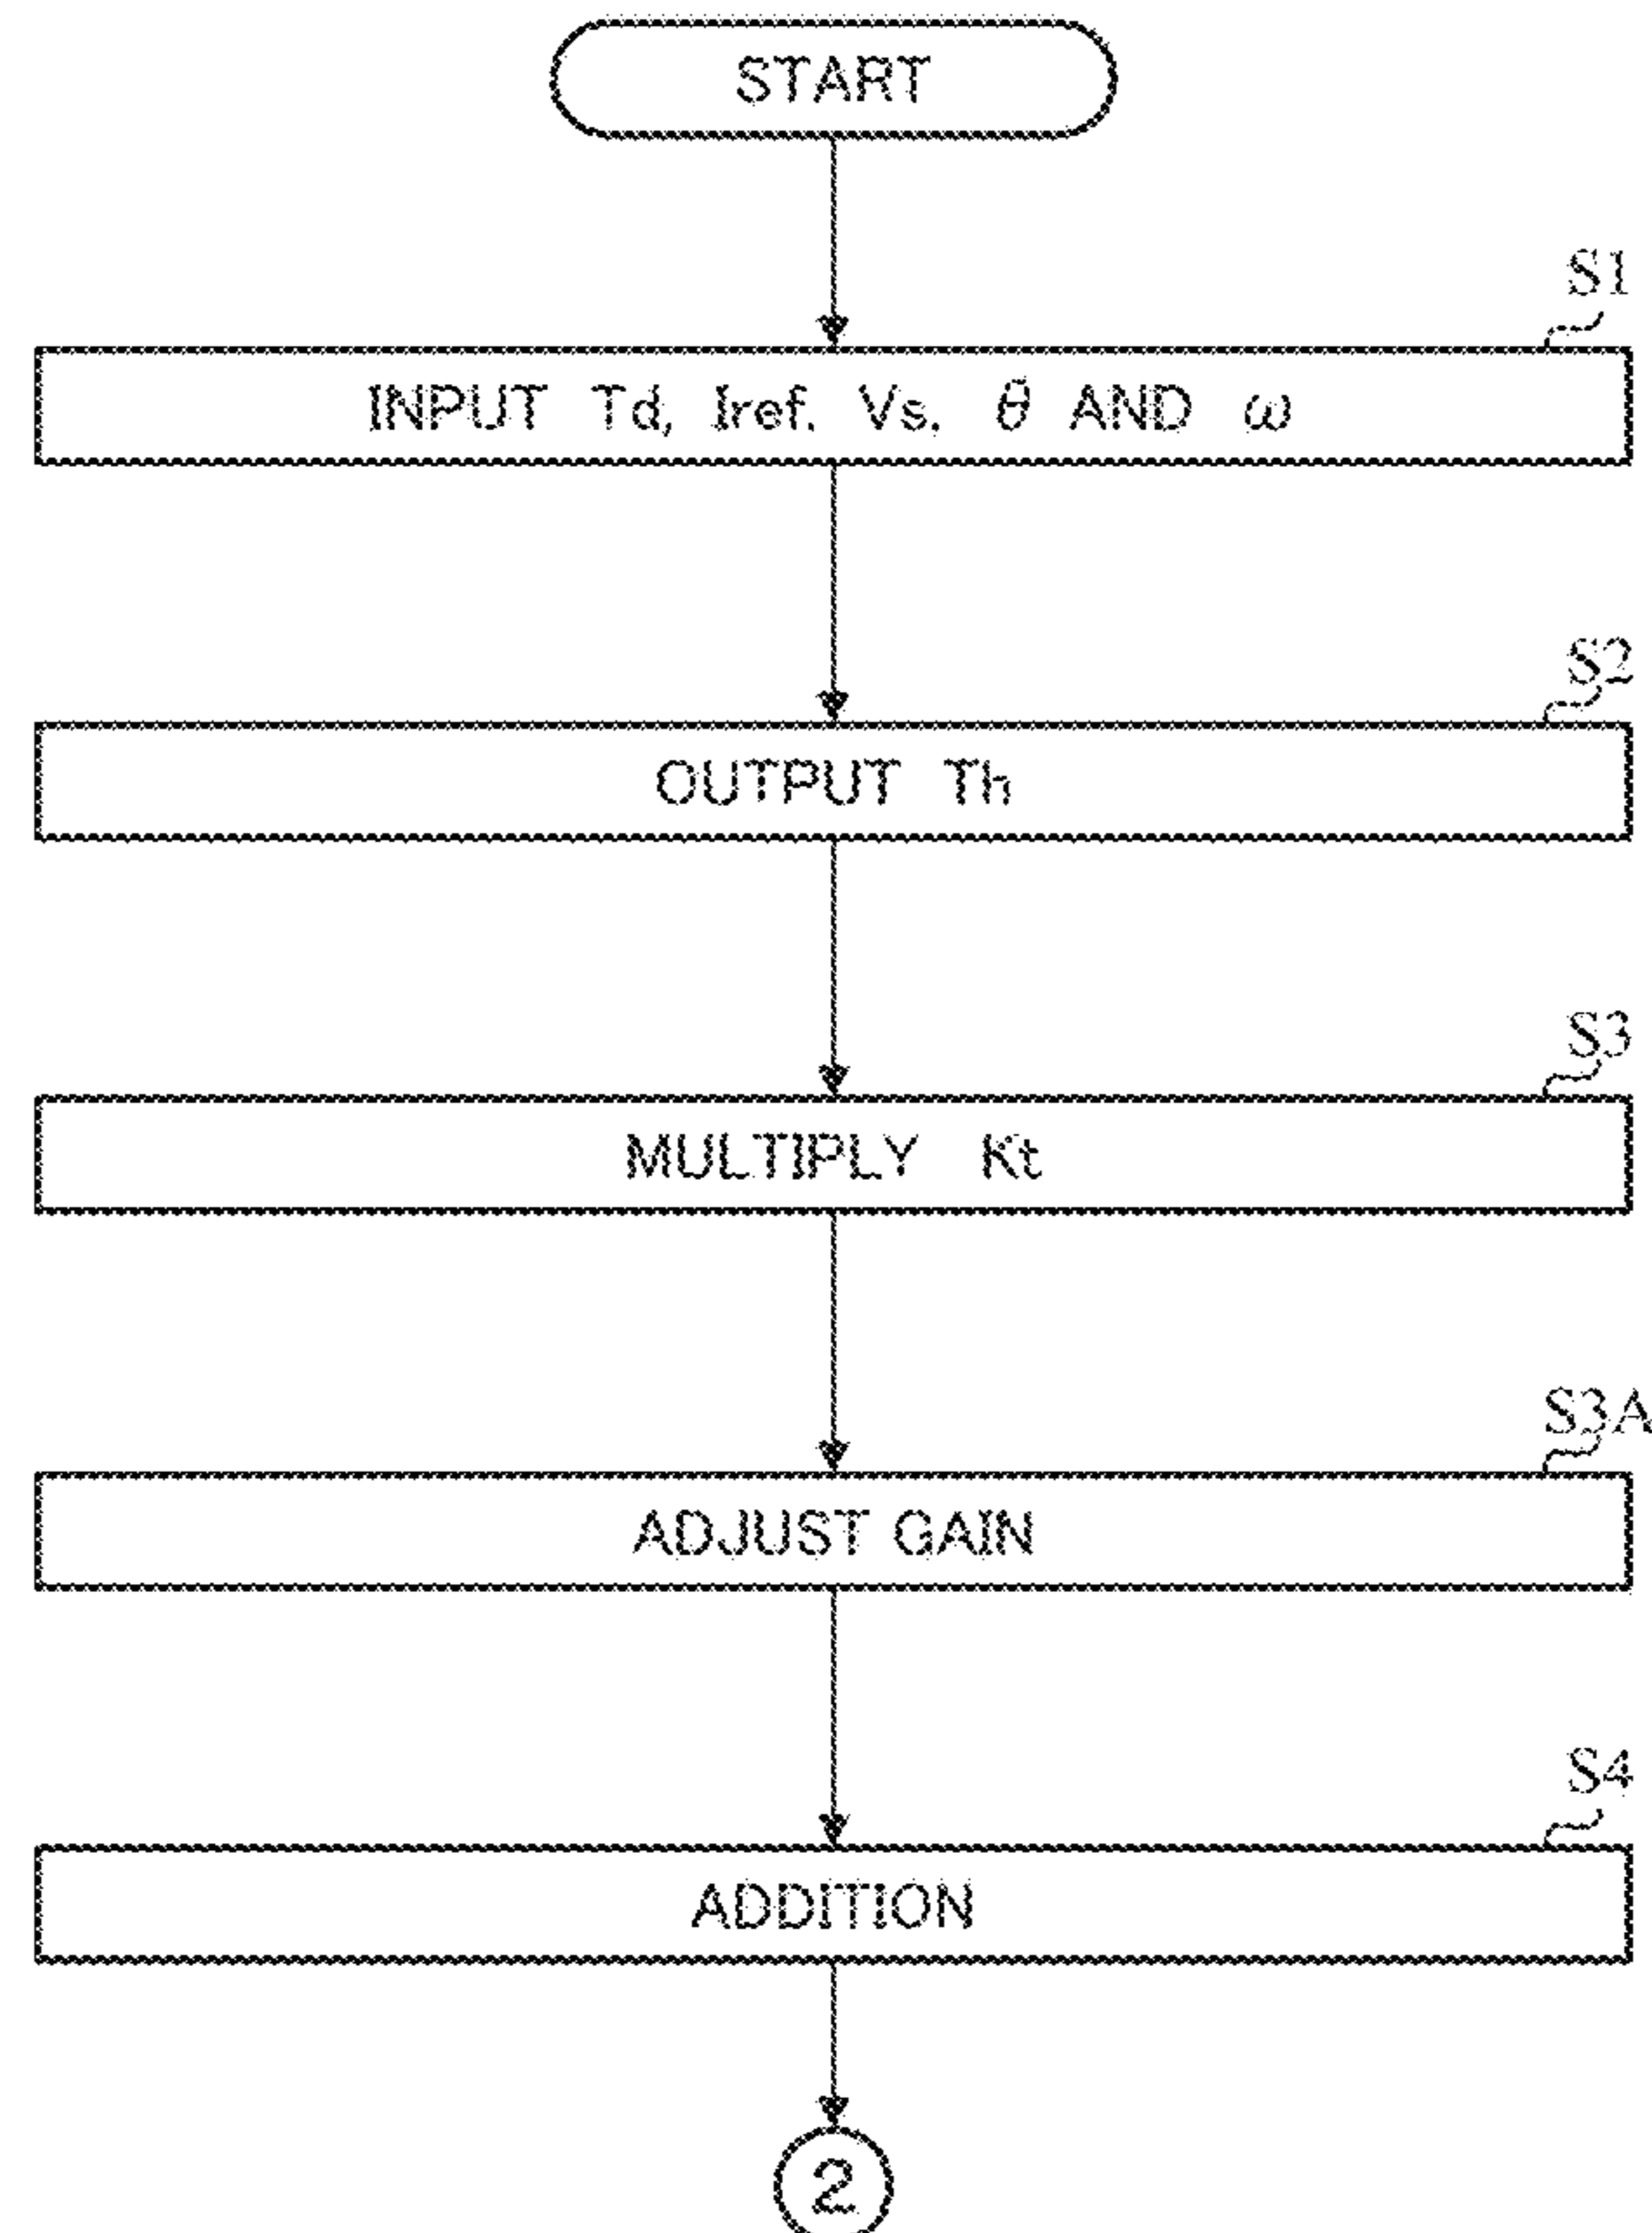 START
S1
INPUT Td, Iref, Vs, θ AND ω
S2
OUTPUT Th
S3
MULTIPLY Kt
S3A
ADJUST GAIN
S4
ADDITION
2